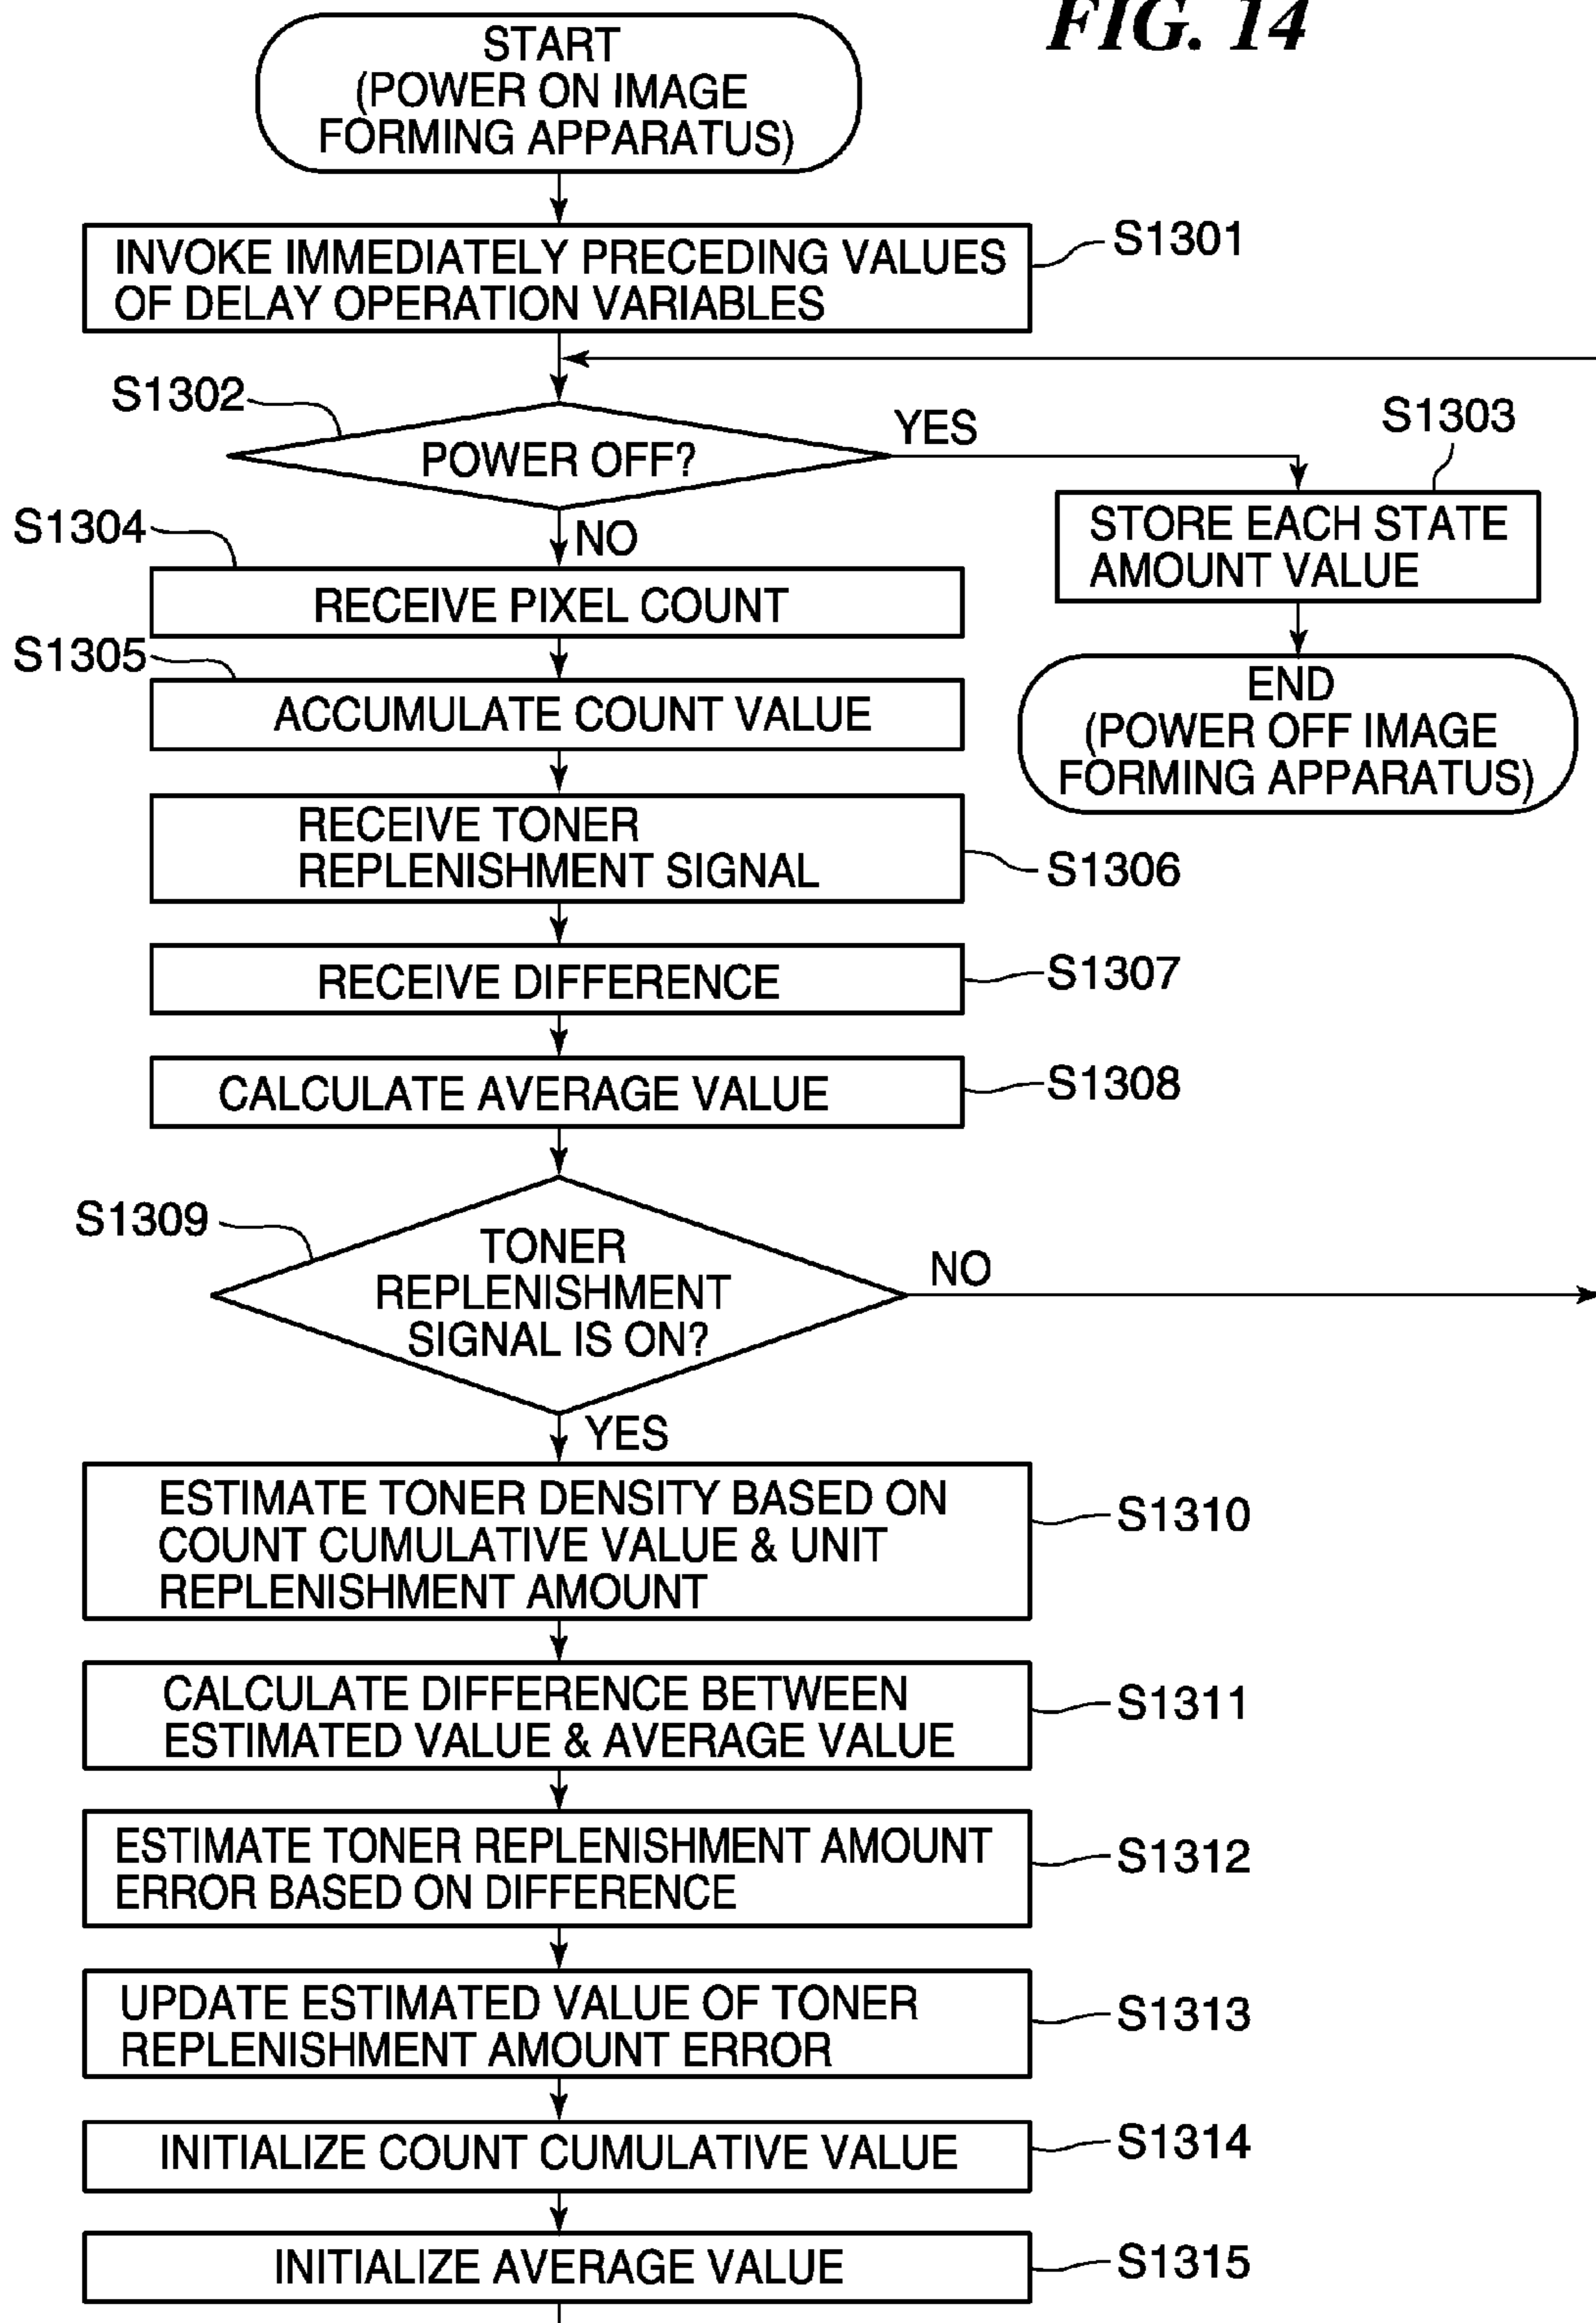 FIG. 14
START
(POWER ON IMAGE
FORMING APPARATUS)
INVOKE IMMEDIATELY PRECEDING VALUES
OF DELAY OPERATION VARIABLES
S1301
S1302
POWER OFF?
YES
NO
S1303
STORE EACH STATE
AMOUNT VALUE
END
(POWER OFF IMAGE
FORMING APPARATUS)
S1304
RECEIVE PIXEL COUNT
S1305
ACCUMULATE COUNT VALUE
RECEIVE TONER
REPLENISHMENT SIGNAL
S1306
RECEIVE DIFFERENCE
S1307
CALCULATE AVERAGE VALUE
S1308
S1309
TONER
REPLENISHMENT
SIGNAL IS ON?
NO
YES
ESTIMATE TONER DENSITY BASED ON
COUNT CUMULATIVE VALUE & UNIT
REPLENISHMENT AMOUNT
S1310
CALCULATE DIFFERENCE BETWEEN
ESTIMATED VALUE & AVERAGE VALUE
S1311
ESTIMATE TONER REPLENISHMENT AMOUNT
ERROR BASED ON DIFFERENCE
S1312
UPDATE ESTIMATED VALUE OF TONER
REPLENISHMENT AMOUNT ERROR
S1313
INITIALIZE COUNT CUMULATIVE VALUE
S1314
INITIALIZE AVERAGE VALUE
S1315